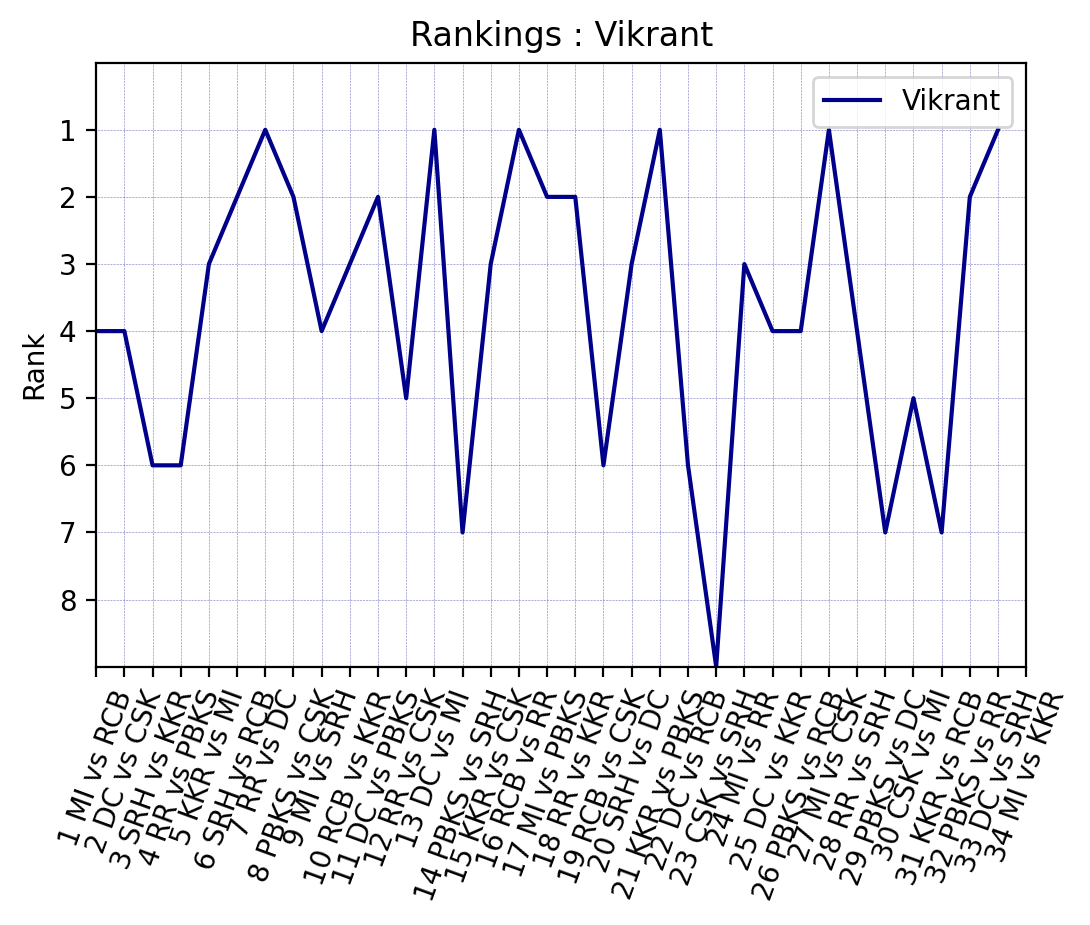 Rankings : Vikrant
Vikrant
Rank
1
2
3
4
5
6
7
8
1 MI vs RCB
2 DC vs CSK
3 SRH vs KKR
4 RR vs PBKS
5 KKR vs MI
6 SRH vs RCB
7 RR vs DC
8 PBKS vs CSK
9 MI vs SRH
10 RCB vs KKR
11 DC vs PBKS
12 RR vs CSK
13 DC vs MI
14 PBKS vs SRH
15 KKR vs CSK
16 RCB vs RR
17 MI vs PBKS
18 RR vs KKR
19 RCB vs CSK
20 SRH vs DC
21 KKR vs PBKS
22 DC vs RCB
23 CSK vs SRH
24 MI vs RR
25 DC vs KKR
26 PBKS vs RCB
27 MI vs CSK
28 RR vs SRH
29 PBKS vs DC
30 CSK vs MI
31 KKR vs RCB
32 PBKS vs RR
33 DC vs SRH
34 MI vs KKR